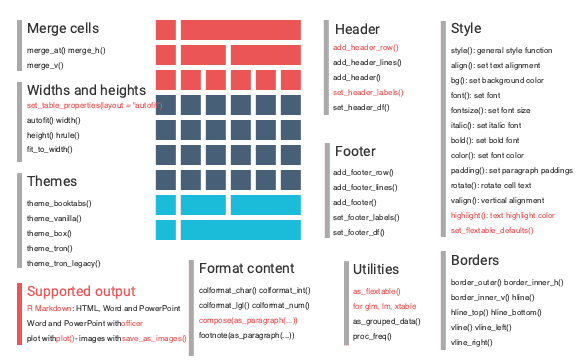 Merge cells
merge_at() merge_h()
merge_v()
Widths and heights
set_table_properties(layout = "autofit")
autofit() width()
height() hrule()
fit_to_width()
Themes
theme_booktabs()
theme_vanilla()
theme_box()
theme_tron()
theme_tron_legacy()
Supported output
R Markdown: HTML, Word and PowerPoint
Word and PowerPoint with officer
plot with plot() - images with save_as_images()
Format content
colformat_char() colformat_int()
colformat_lgl() colformat_num()
compose(as_paragraph(...))
footnote(as_paragraph(...))
Header
add_header_row()
add_header_lines()
add_header()
set_header_labels()
set_header_df()
Footer
add_footer_row()
add_footer_lines()
add_footer()
set_footer_labels()
set_footer_df()
Utilities
as_flextable()
for glm, lm, xtable
as_grouped_data()
proc_freq()
Style
style(): general style function
align(): set text alignment
bg(): set background color
font(): set font
fontsize(): set font size
italic(): set italic font
bold(): set bold font
color(): set font color
padding(): set paragraph paddings
rotate(): rotate cell text
valign(): vertical alignment
highlight(): text highlight color
set_flextable_defaults()
Borders
border_outer() border_inner_h()
border_inner_v() hline()
hline_top() hline_bottom()
vline() vline_left()
vline_right()